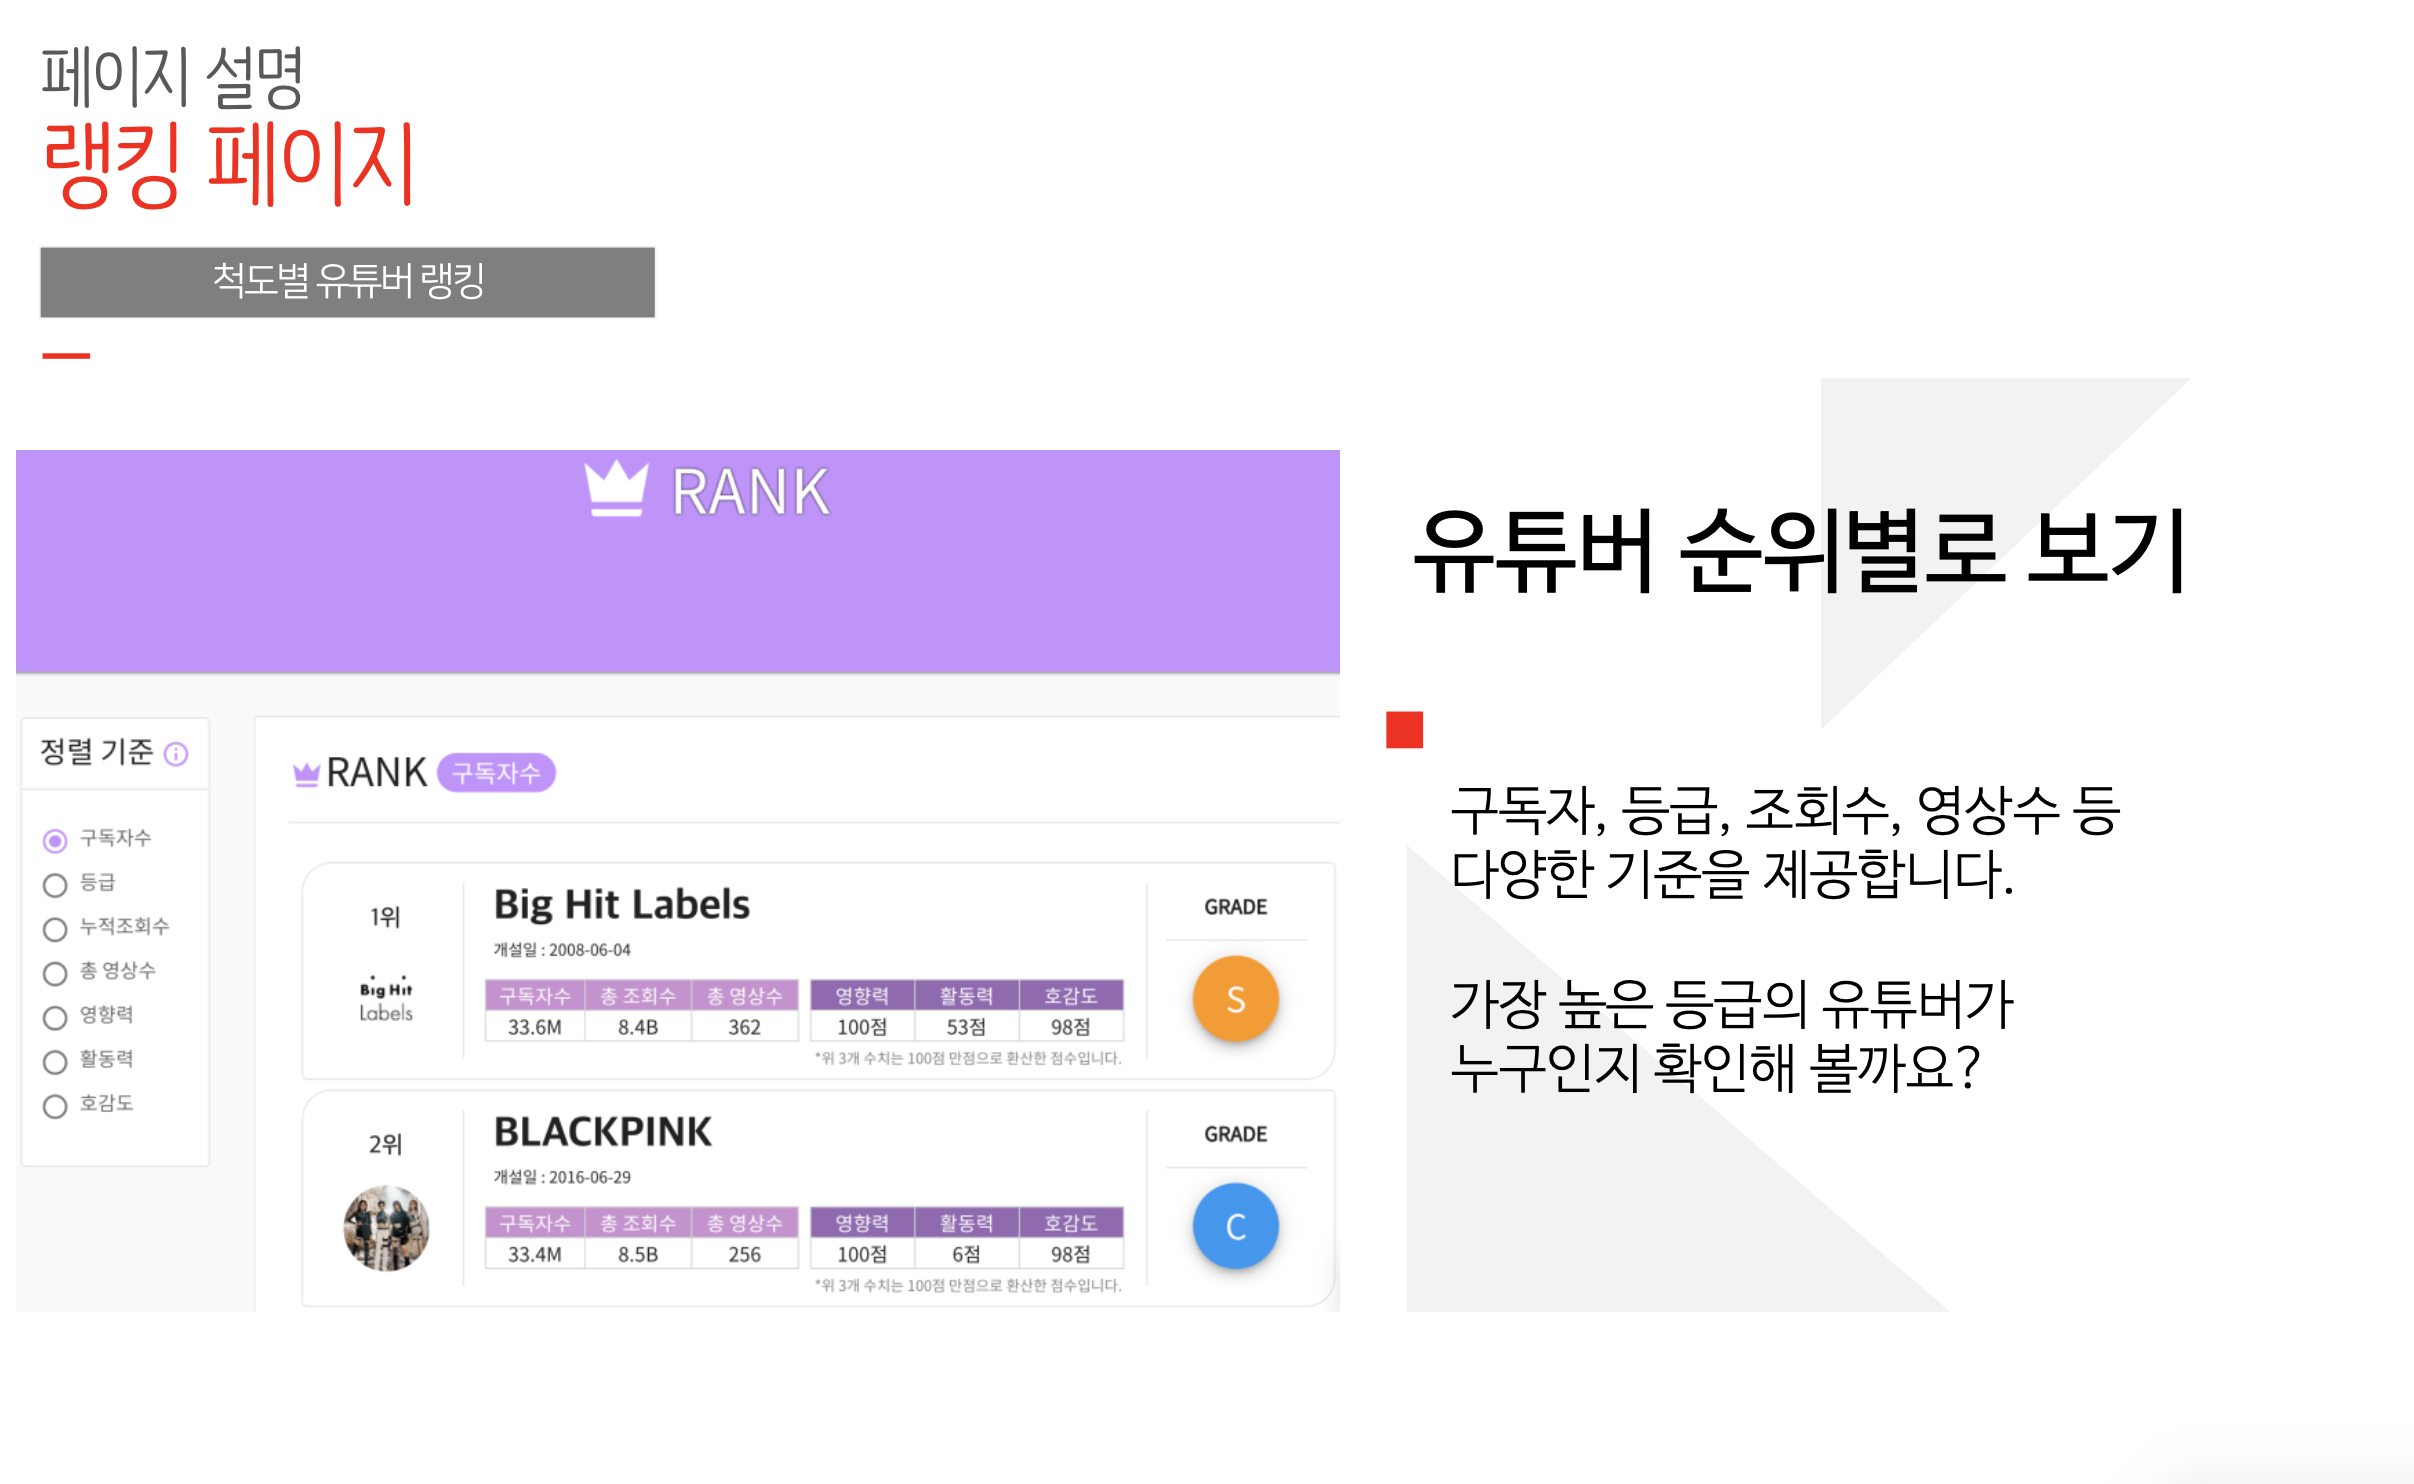 페이지 설명
랭킹 페이지
척도별 유튜버 랭킹
RANK
정렬 기준
구독자수
등급
누적조회수
총 영상수
영향력
활동력
호감도
RANK 구독자수
1위
Big Hit
Labels
Big Hit Labels
개설일 : 2008-06-04
구독자수 총 조회수 총 영상수 영향력 활동력 호감도
33.6M 8.4B 362 100점 53점 98점
*위 3개 수치는 100점 만점으로 환산한 점수입니다.
GRADE
S
2위
BLACKPINK
개설일 : 2016-06-29
구독자수 총 조회수 총 영상수 영향력 활동력 호감도
33.4M 8.5B 256 100점 6점 98점
*위 3개 수치는 100점 만점으로 환산한 점수입니다.
GRADE
C
유튜버 순위별로 보기
구독자, 등급, 조회수, 영상수 등
다양한 기준을 제공합니다.
가장 높은 등급의 유튜버가
누구인지 확인해 볼까요?